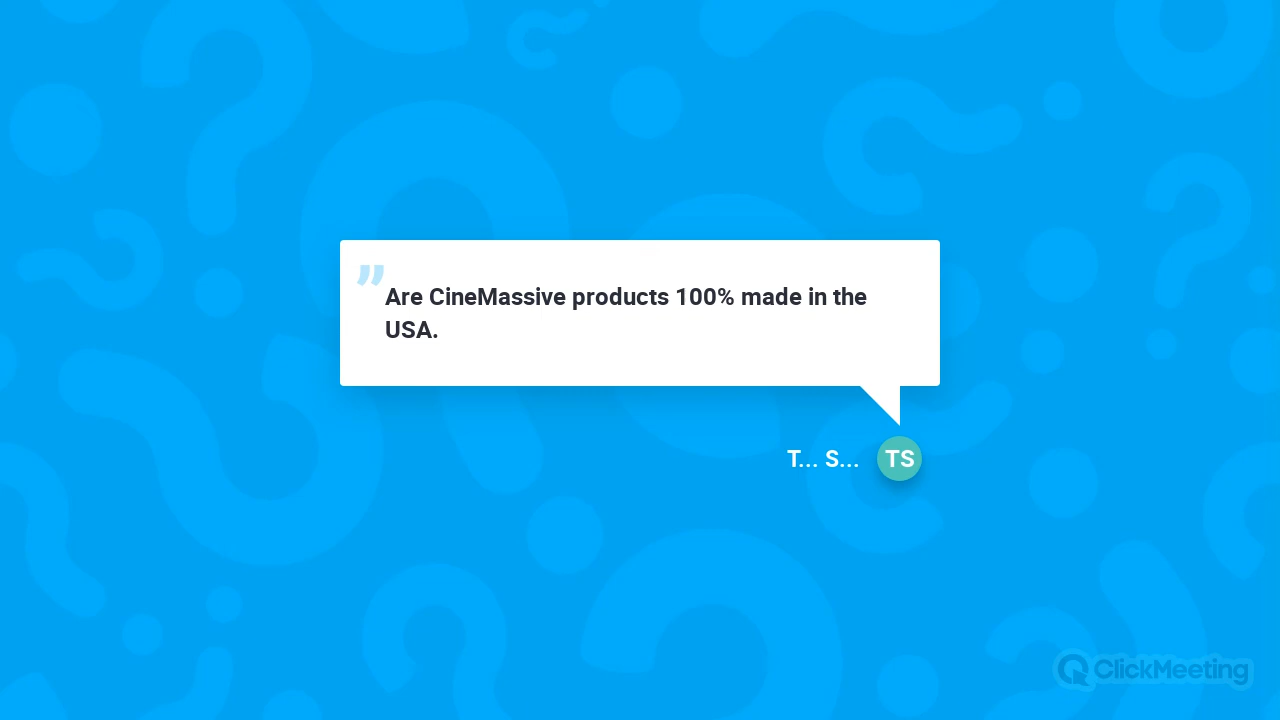 Are CineMassive products 100% made in the
USA.
T... S...
TS
ClickMeeting